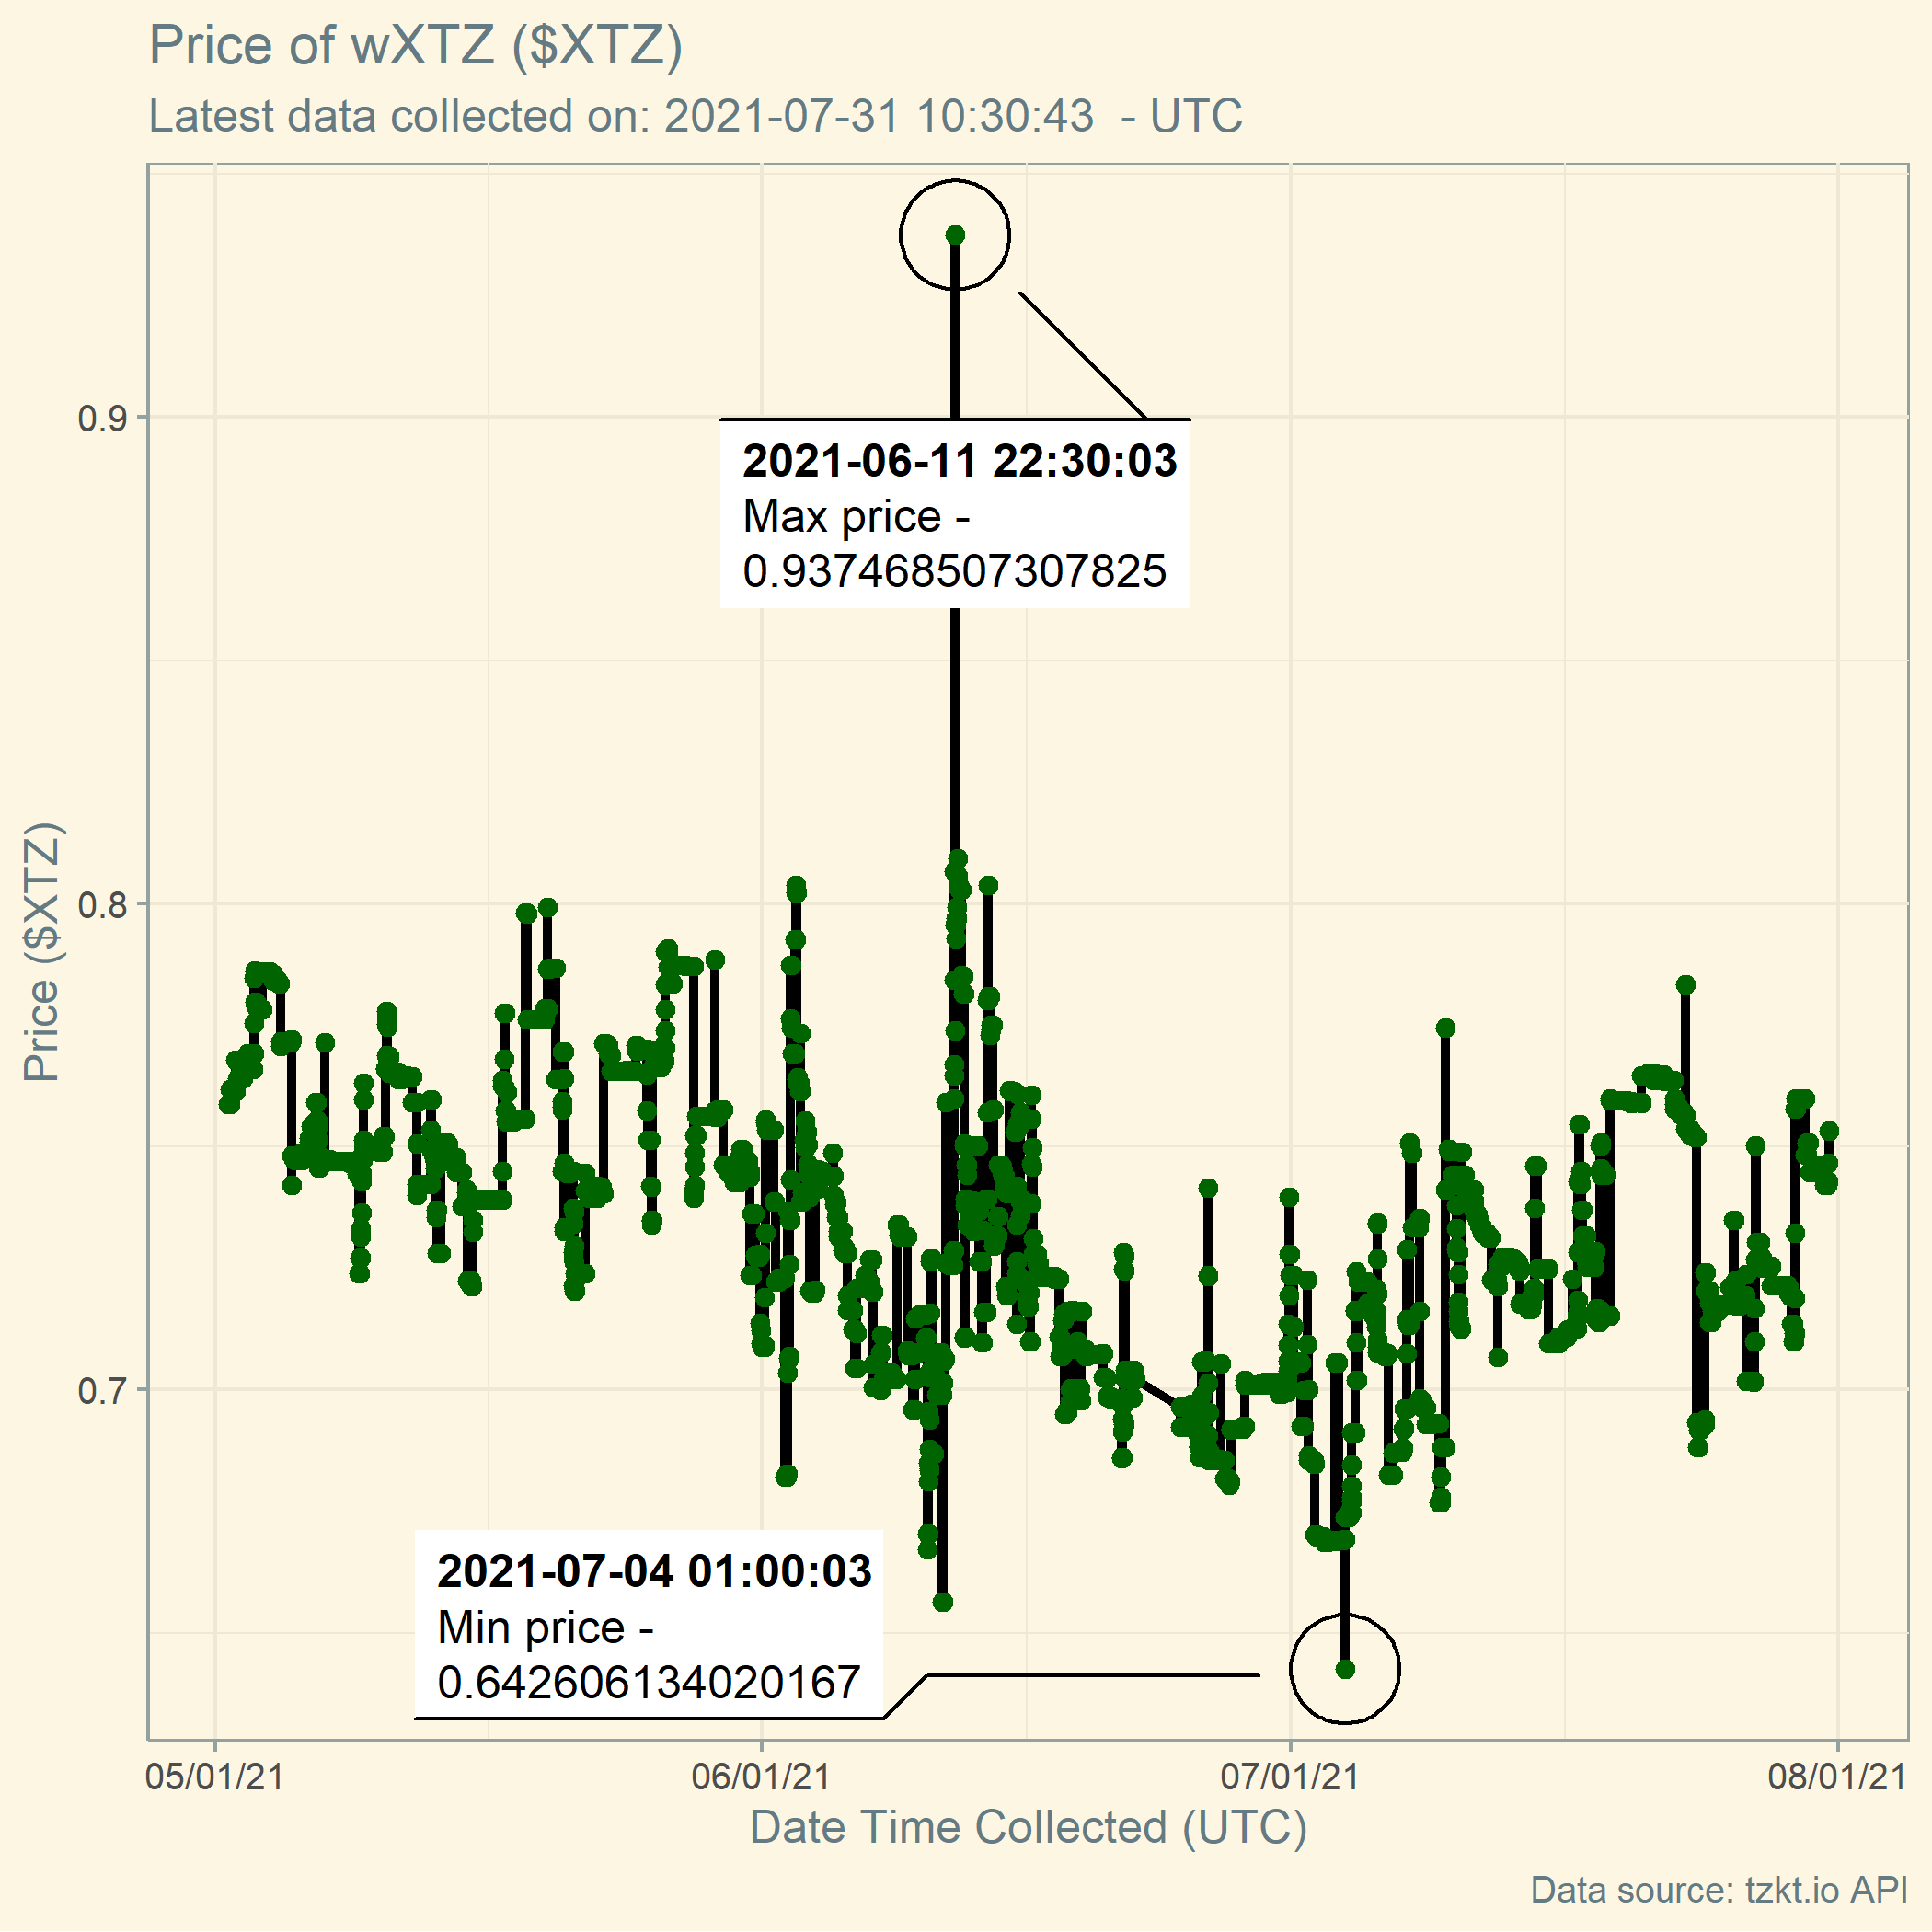 Price of wXTZ ($XTZ)
Latest data collected on: 2021-07-31 10:30:43  - UTC
Price ($XTZ)
0.9
0.8
0.7
2021-06-11 22:30:03
Max price -
0.937468507307825
2021-07-04 01:00:03
Min price -
0.642606134020167
05/01/21
06/01/21
07/01/21
08/01/21
Date Time Collected (UTC)
Data source: tzkt.io API